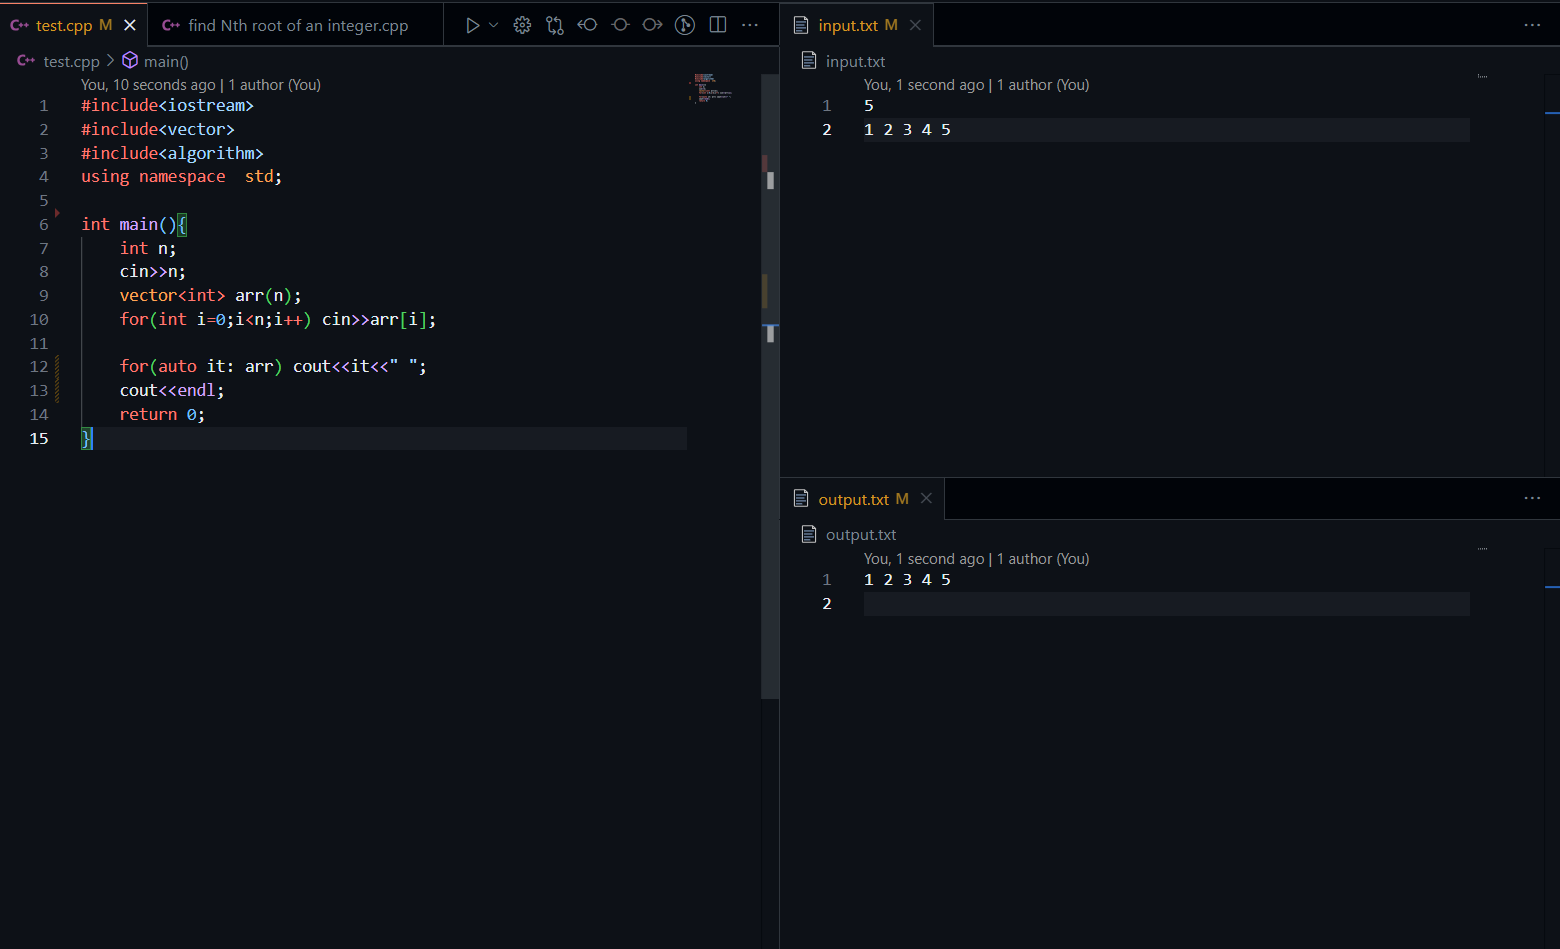 C++ test.cpp M
C++ find Nth root of an integer.cpp
C++ test.cpp > main()
You, 10 seconds ago | 1 author (You)
1 #include<iostream>
2 #include<vector>
3 #include<algorithm>
4 using namespace  std;
5
6 int main(){
7     int n;
8     cin>>n;
9     vector<int> arr(n);
10     for(int i=0;i<n;i++) cin>>arr[i];
11
12     for(auto it: arr) cout<<it<<" ";
13     cout<<endl;
14     return 0;
15 }
input.txt M
input.txt
You, 1 second ago | 1 author (You)
1 5
2 1 2 3 4 5
output.txt M
output.txt
You, 1 second ago | 1 author (You)
1 1 2 3 4 5
2